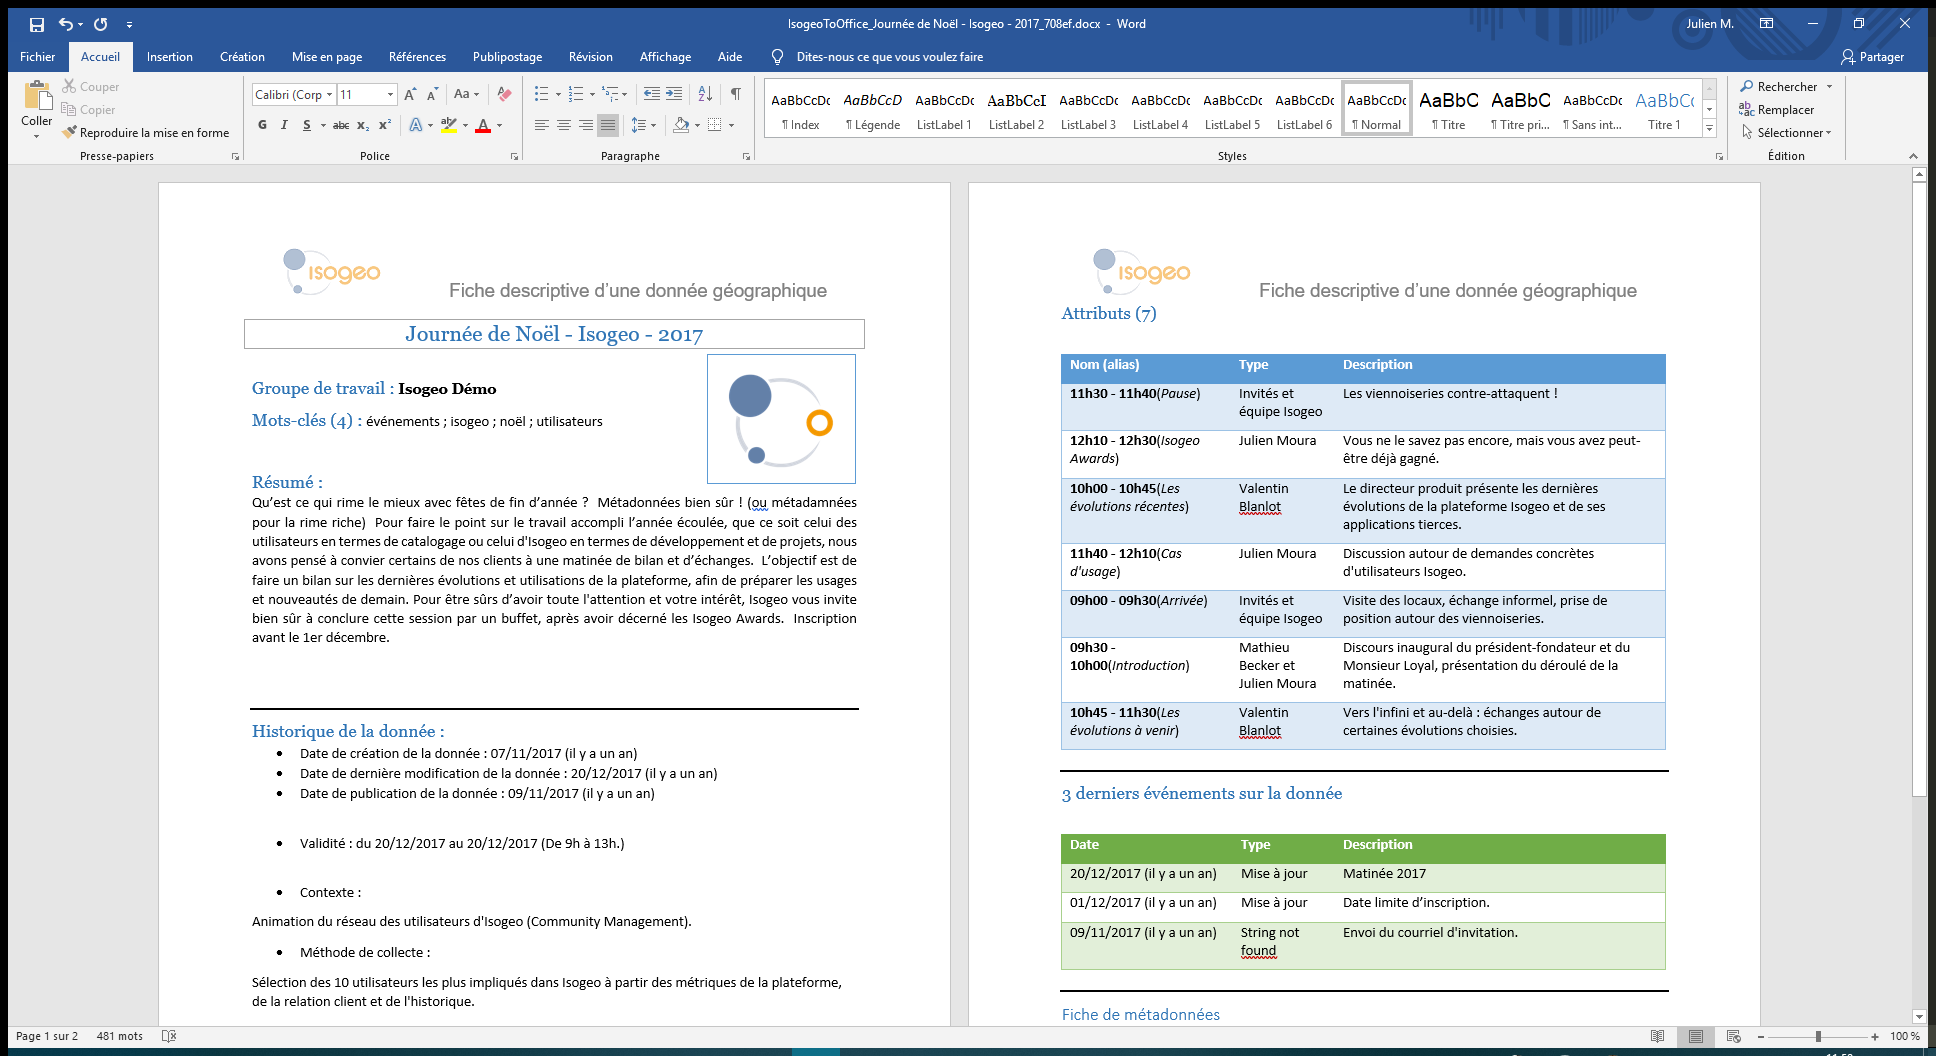 IsogeoToOffice_Journée de Noël - Isogeo - 2017_708ef.docx - Word
Julien M.
Fichier Accueil Insertion Création Mise en page Références Publipostage Révision Affichage Aide Dites-nous ce que vous voulez faire Partager
Coller
Couper
Copier
Reproduire la mise en forme
Presse-papiers
Calibri (Corp 11
G I S abc x₂ x²
Police
Paragraphe
AaBbCcDc AaBbCcD AaBbCcDc AaBbCcI AaBbCcDc AaBbCcDc AaBbCcDc AaBbCcDc AaBbCcDc AaBbC AaBbC AaBbCcDc AaBbCc
¶ Index ¶ Légende ListLabel 1 ListLabel 2 ListLabel 3 ListLabel 4 ListLabel 5 ListLabel 6 ¶ Normal ¶ Titre ¶ Titre pri... ¶ Sans int... Titre 1
Styles
Rechercher
Remplacer
Sélectionner
Édition
isogeo
Fiche descriptive d’une donnée géographique
Journée de Noël - Isogeo - 2017
Groupe de travail : Isogeo Démo
Mots-clés (4) : événements ; isogeo ; noël ; utilisateurs
Résumé :
Qu’est ce qui rime le mieux avec fêtes de fin d’année ? Métadonnées bien sûr ! (ou métadamnées
pour la rime riche) Pour faire le point sur le travail accompli l’année écoulée, que ce soit celui des
utilisateurs en termes de catalogage ou celui d'Isogeo en termes de développement et de projets, nous
avons pensé à convier certains de nos clients à une matinée de bilan et d’échanges. L’objectif est de
faire un bilan sur les dernières évolutions et utilisations de la plateforme, afin de préparer les usages
et nouveautés de demain. Pour être sûrs d’avoir toute l'attention et votre intérêt, Isogeo vous invite
bien sûr à conclure cette session par un buffet, après avoir décerné les Isogeo Awards. Inscription
avant le 1er décembre.
Historique de la donnée :
• Date de création de la donnée : 07/11/2017 (il y a un an)
• Date de dernière modification de la donnée : 20/12/2017 (il y a un an)
• Date de publication de la donnée : 09/11/2017 (il y a un an)
• Validité : du 20/12/2017 au 20/12/2017 (De 9h à 13h.)
• Contexte :
Animation du réseau des utilisateurs d'Isogeo (Community Management).
• Méthode de collecte :
Sélection des 10 utilisateurs les plus impliqués dans Isogeo à partir des métriques de la plateforme,
de la relation client et de l'historique.
isogeo
Fiche descriptive d’une donnée géographique
Attributs (7)
Nom (alias) Type Description
11h30 - 11h40(Pause) Invités et Les viennoiseries contre-attaquent !
équipe Isogeo
12h10 - 12h30(Isogeo Julien Moura Vous ne le savez pas encore, mais vous avez peut-
Awards) être déjà gagné.
10h00 - 10h45(Les Valentin Le directeur produit présente les dernières
évolutions récentes) Blanlot évolutions de la plateforme Isogeo et de ses
applications tierces.
11h40 - 12h10(Cas Julien Moura Discussion autour de demandes concrètes
d'usage) d'utilisateurs Isogeo.
09h00 - 09h30(Arrivée) Invités et Visite des locaux, échange informel, prise de
équipe Isogeo position autour des viennoiseries.
09h30 - Mathieu Discours inaugural du président-fondateur et du
10h00(Introduction) Becker et Monsieur Loyal, présentation du déroulé de la
Julien Moura matinée.
10h45 - 11h30(Les Valentin Vers l'infini et au-delà : échanges autour de
évolutions à venir) Blanlot certaines évolutions choisies.
3 derniers événements sur la donnée
Date Type Description
20/12/2017 (il y a un an) Mise à jour Matinée 2017
01/12/2017 (il y a un an) Mise à jour Date limite d’inscription.
09/11/2017 (il y a un an) String not Envoi du courriel d'invitation.
found
Fiche de métadonnées
Page 1 sur 2 481 mots 100 %